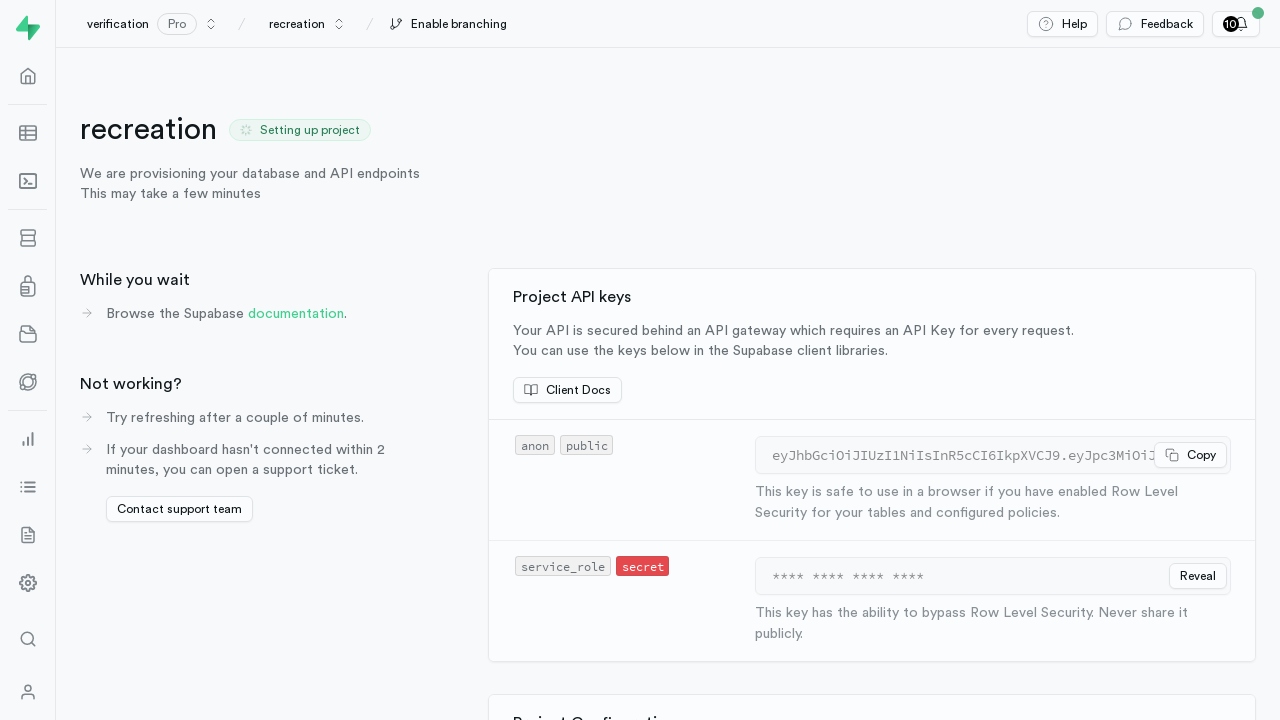 verification Pro / recreation / Enable branching
Help
Feedback
10
recreation
Setting up project
We are provisioning your database and API endpoints
This may take a few minutes
While you wait
Browse the Supabase documentation.
Not working?
Try refreshing after a couple of minutes.
If your dashboard hasn't connected within 2
minutes, you can open a support ticket.
Contact support team
Project API keys
Your API is secured behind an API gateway which requires an API Key for every request.
You can use the keys below in the Supabase client libraries.
Client Docs
anon public
eyJhbGciOiJIUzI1NiIsInR5cCI6IkpXVCJ9.eyJpc3MiOiJ
Copy
This key is safe to use in a browser if you have enabled Row Level
Security for your tables and configured policies.
service_role secret
**** **** **** ****
Reveal
This key has the ability to bypass Row Level Security. Never share it
publicly.